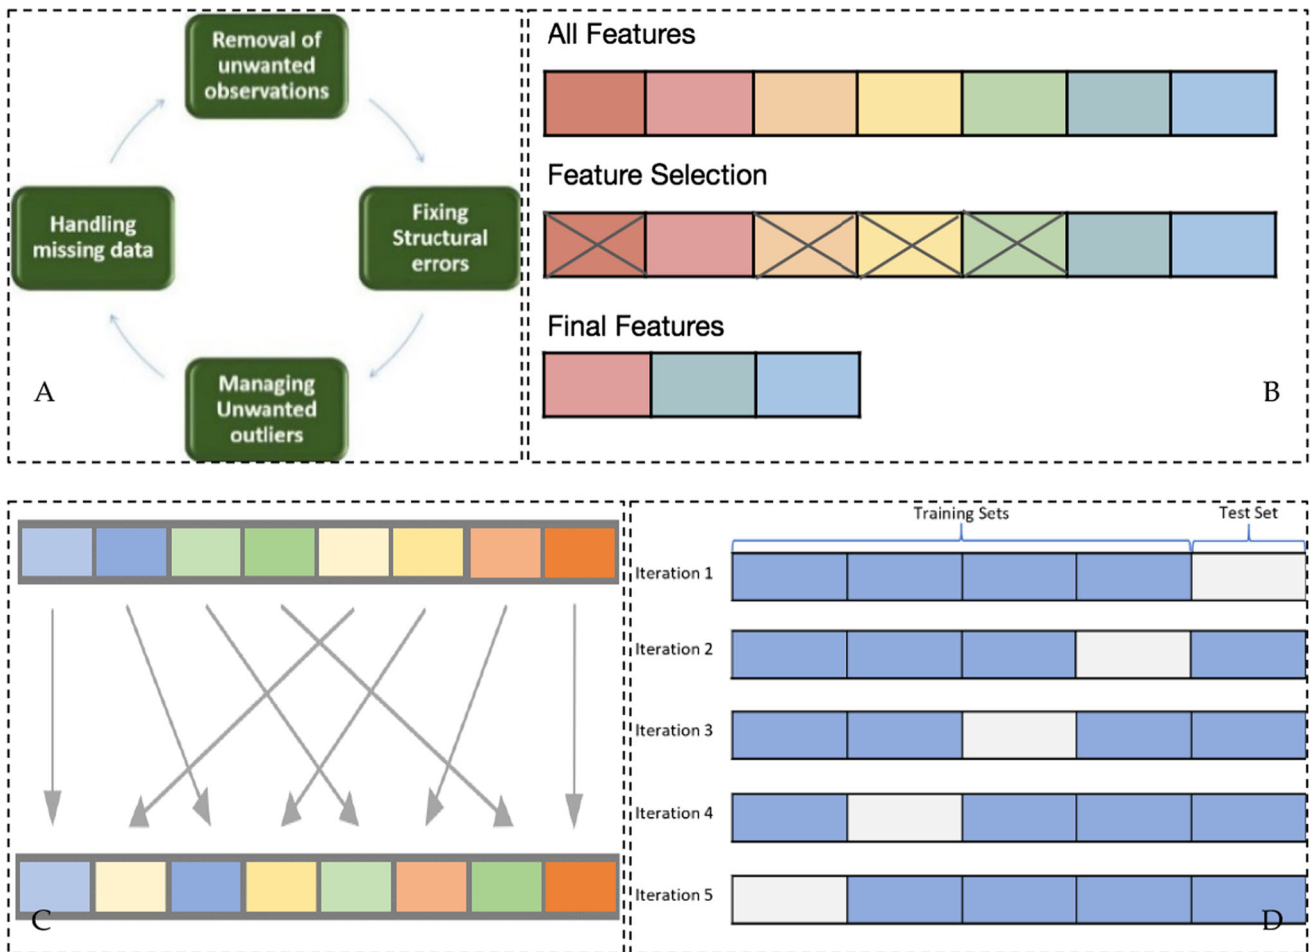 Removal of
unwanted
observations
Handling
missing data
Fixing
Structural
errors
Managing
Unwanted
outliers
A
All Features
Feature Selection
Final Features
B
C
Training Sets
Test Set
Iteration 1
Iteration 2
Iteration 3
Iteration 4
Iteration 5
D